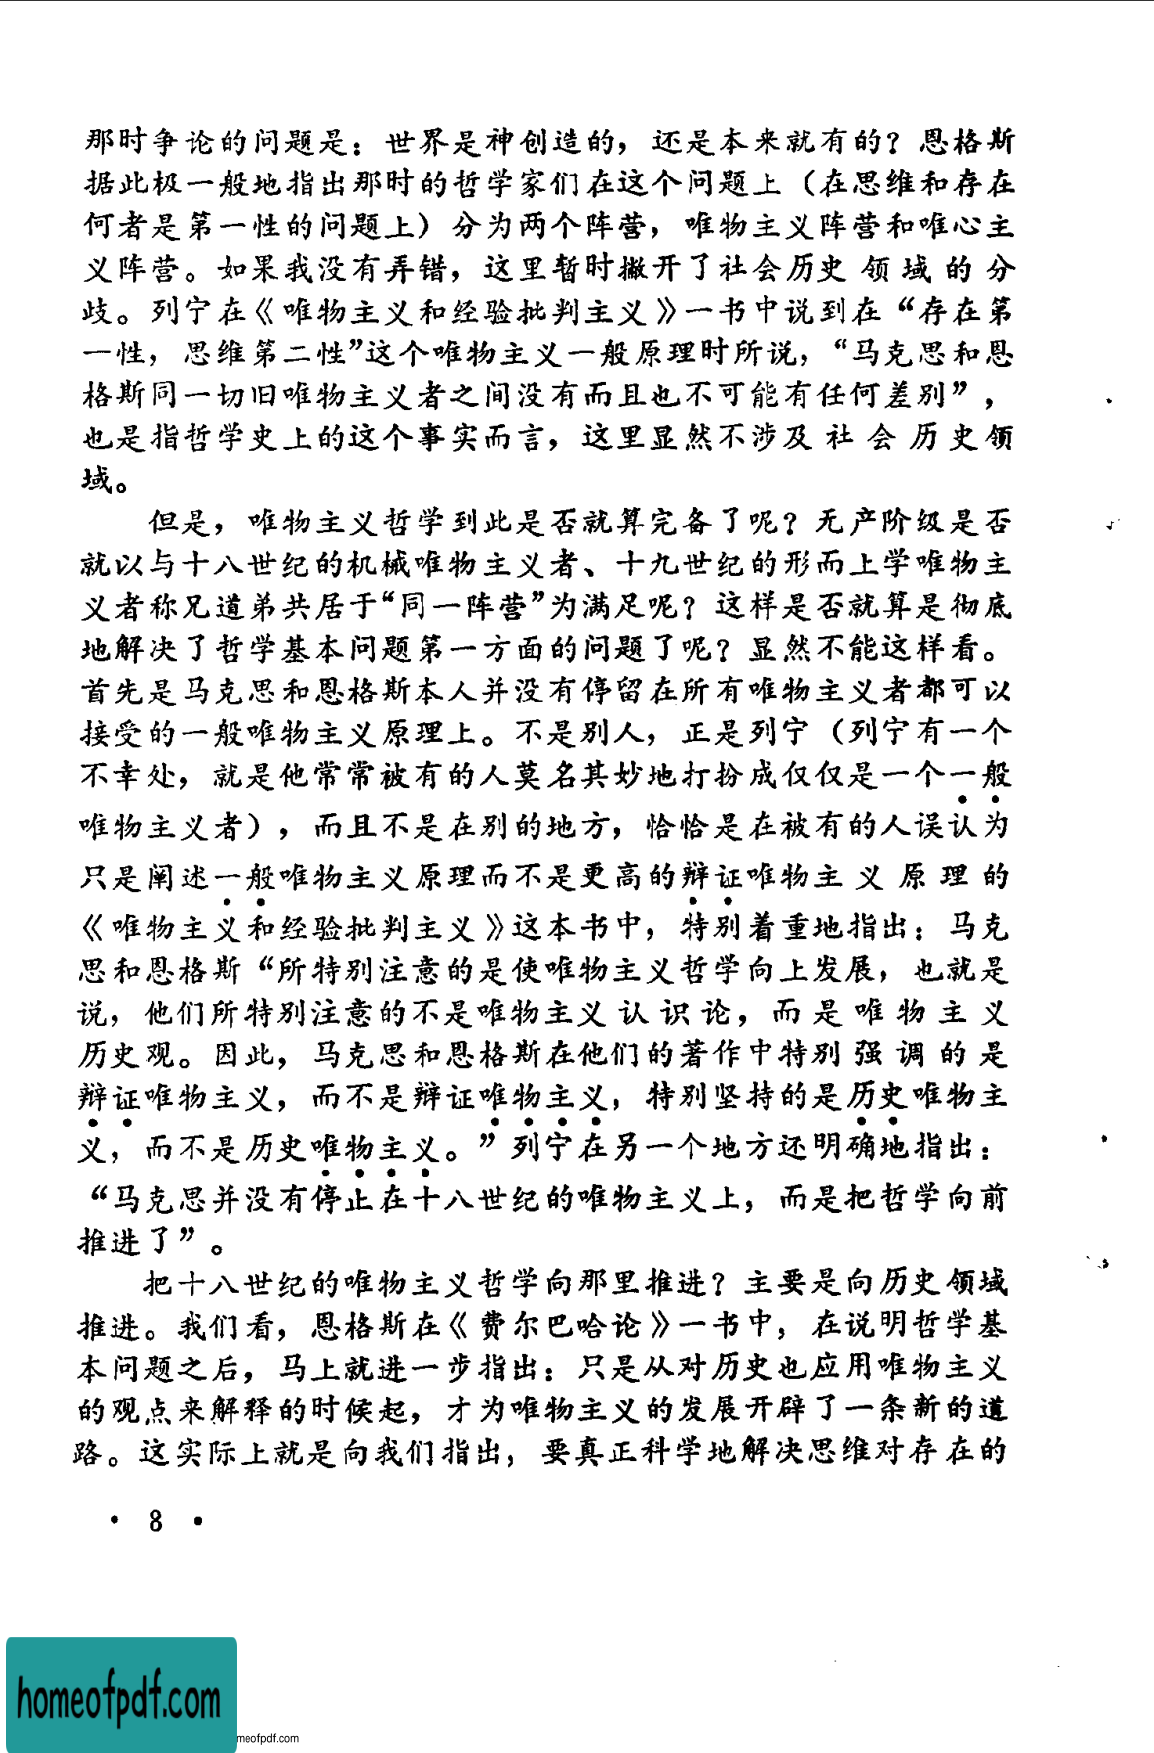 那时争论的问题是：世界是神创造的，还是本来就有的？恩格斯
据此极一般地指出那时的哲学家们在这个问题上（在思维和存在
何者是第一性的问题上）分为两个阵营，唯物主义阵营和唯心主
义阵营。如果我没有弄错，这里暂时撇开了社会历史领域的分
歧。列宁在《唯物主义和经验批判主义》一书中说到在“存在第
一性，思维第二性”这个唯物主义一般原理时所说，“马克思和恩
格斯同一切旧唯物主义者之间没有而且也不可能有任何差别”，
也是指哲学史上的这个事实而言，这里显然不涉及社会历史领
域。
但是，唯物主义哲学到此是否就算完备了呢？无产阶级是否
就以与十八世纪的机械唯物主义者、十九世纪的形而上学唯物主
义者称兄道弟共居于“同一阵营”为满足呢？这样是否就算是彻底
地解决了哲学基本问题第一方面的问题了呢？显然不能这样看。
首先是马克思和恩格斯本人并没有停留在所有唯物主义者都可以
接受的一般唯物主义原理上。不是别人，正是列宁（列宁有一个
不幸处，就是他常常被有的人莫名其妙地打扮成仅仅是一个一般
唯物主义者），而且不是在别的地方，恰恰是在被有的人误认为
只是阐述一般唯物主义原理而不是更高的辩证唯物主义原理的
《唯物主义和经验批判主义》这本书中，特别着重地指出：马克
思和恩格斯“所特别注意的是使唯物主义哲学向上发展，也就是
说，他们所特别注意的不是唯物主义认识论，而是唯物主义
历史观。因此，马克思和恩格斯在他们的著作中特别强调的是
辩证唯物主义，而不是辩证唯物主义，特别坚持的是历史唯物主
义，而不是历史唯物主义。”列宁在另一个地方还明确地指出：
“马克思并没有停止在十八世纪的唯物主义上，而是把哲学向前
推进了”。
把十八世纪的唯物主义哲学向那里推进？主要是向历史领域
推进。我们看，恩格斯在《费尔巴哈论》一书中，在说明哲学基
本问题之后，马上就进一步指出：只是从对历史也应用唯物主义
的观点来解释的时候起，才为唯物主义的发展开辟了一条新的道
路。这实际上就是向我们指出，要真正科学地解决思维对存在的
·8·
homeofpdf.com
meofpdf.com